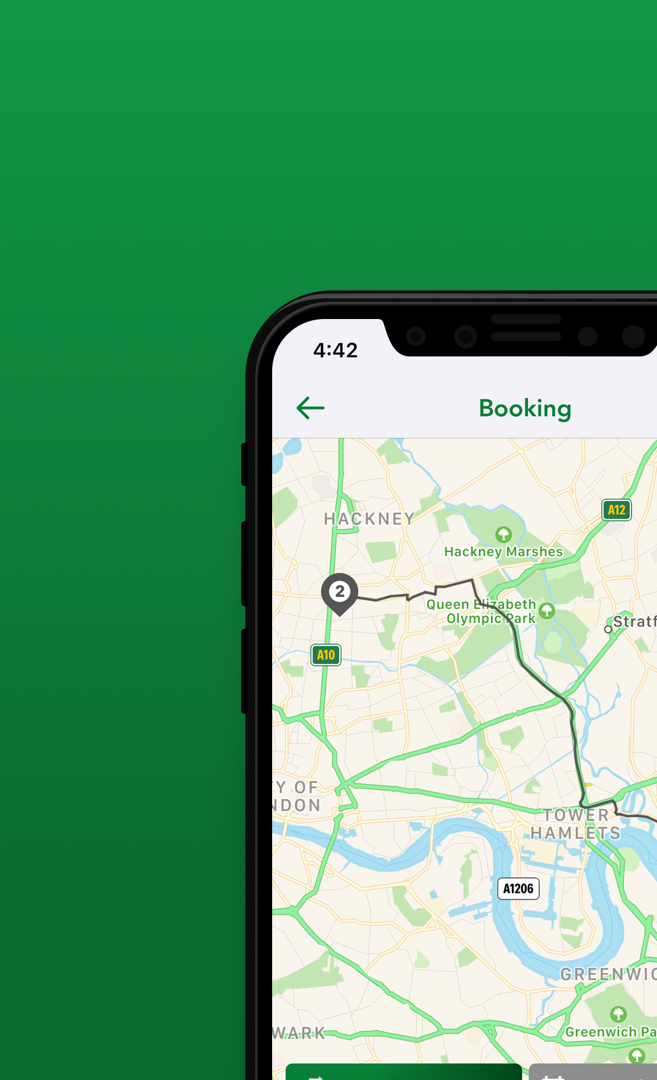 4:42
Booking
HACKNEY
A12
Hackney Marshes
2
Queen Elizabeth
Olympic Park
Stratf
A10
Y OF
NDON
TOWER
HAMLETS
A1206
GREENWIC
Greenwich Pa
WARK